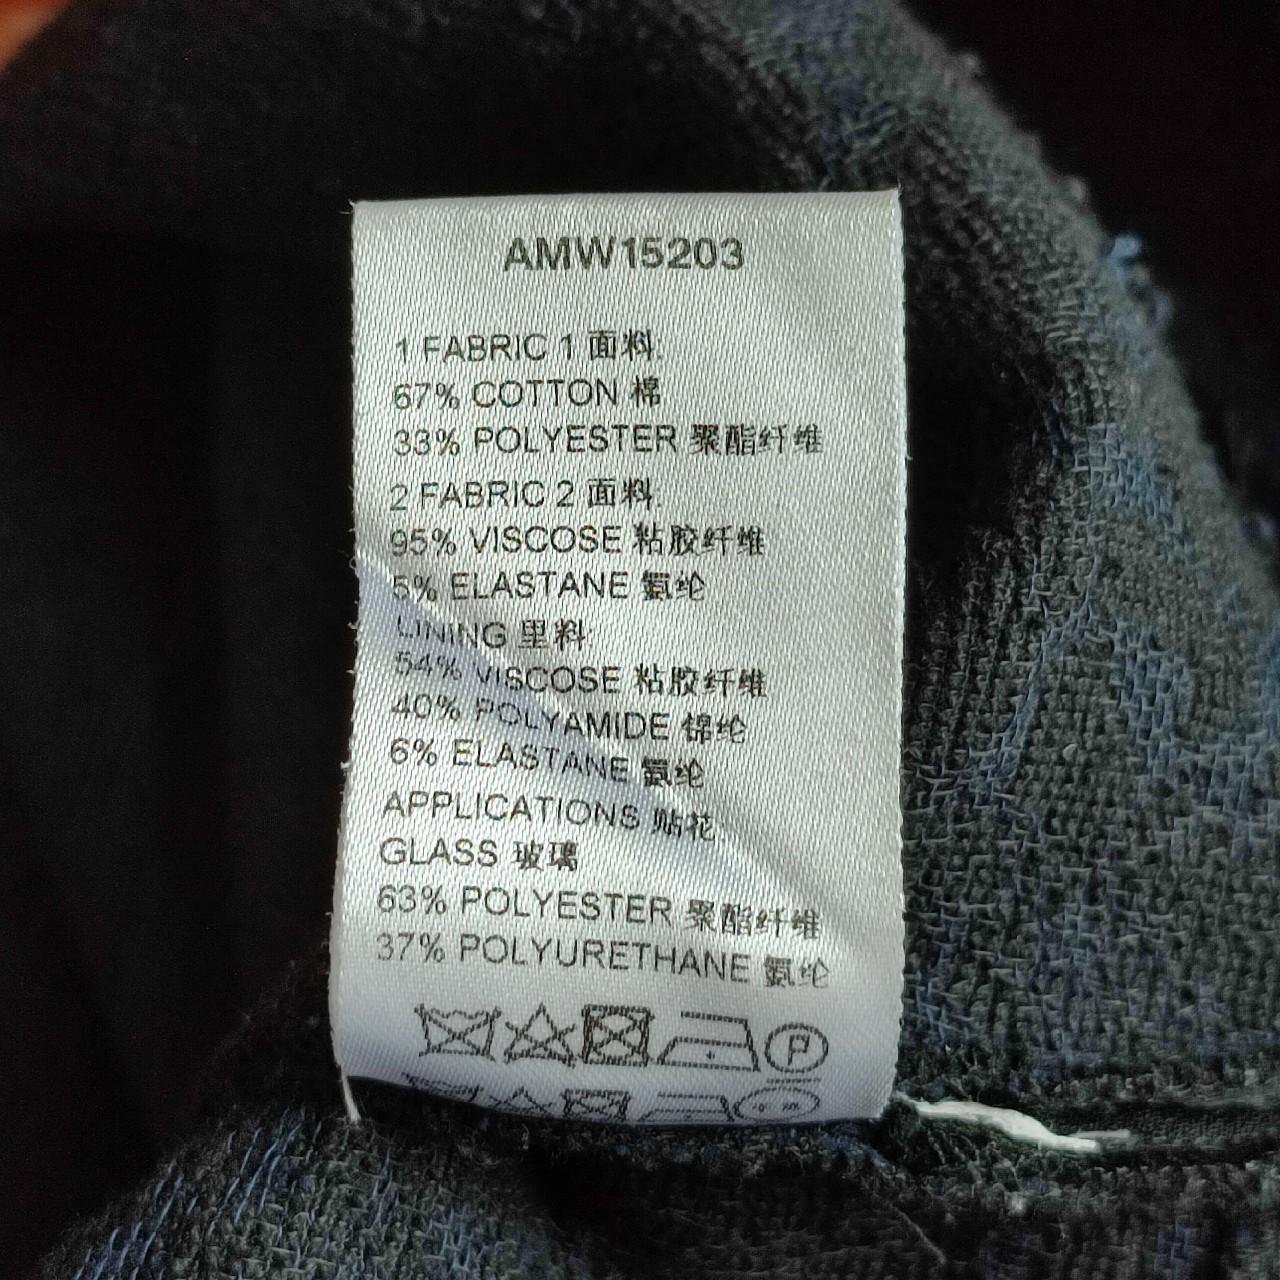 AMW15203
1 FABRIC 1 面料:
67% COTTON 棉
33% POLYESTER 聚酯纤维
2 FABRIC 2 面料:
95% VISCOSE 粘胶纤维
5% ELASTANE 氨纶
LINING 里料:
54% VISCOSE 粘胶纤维
40% POLYAMIDE 锦纶
6% ELASTANE 氨纶
APPLICATIONS 贴花:
GLASS 玻璃
63% POLYESTER 聚酯纤维
37% POLYURETHANE 氨纶
P